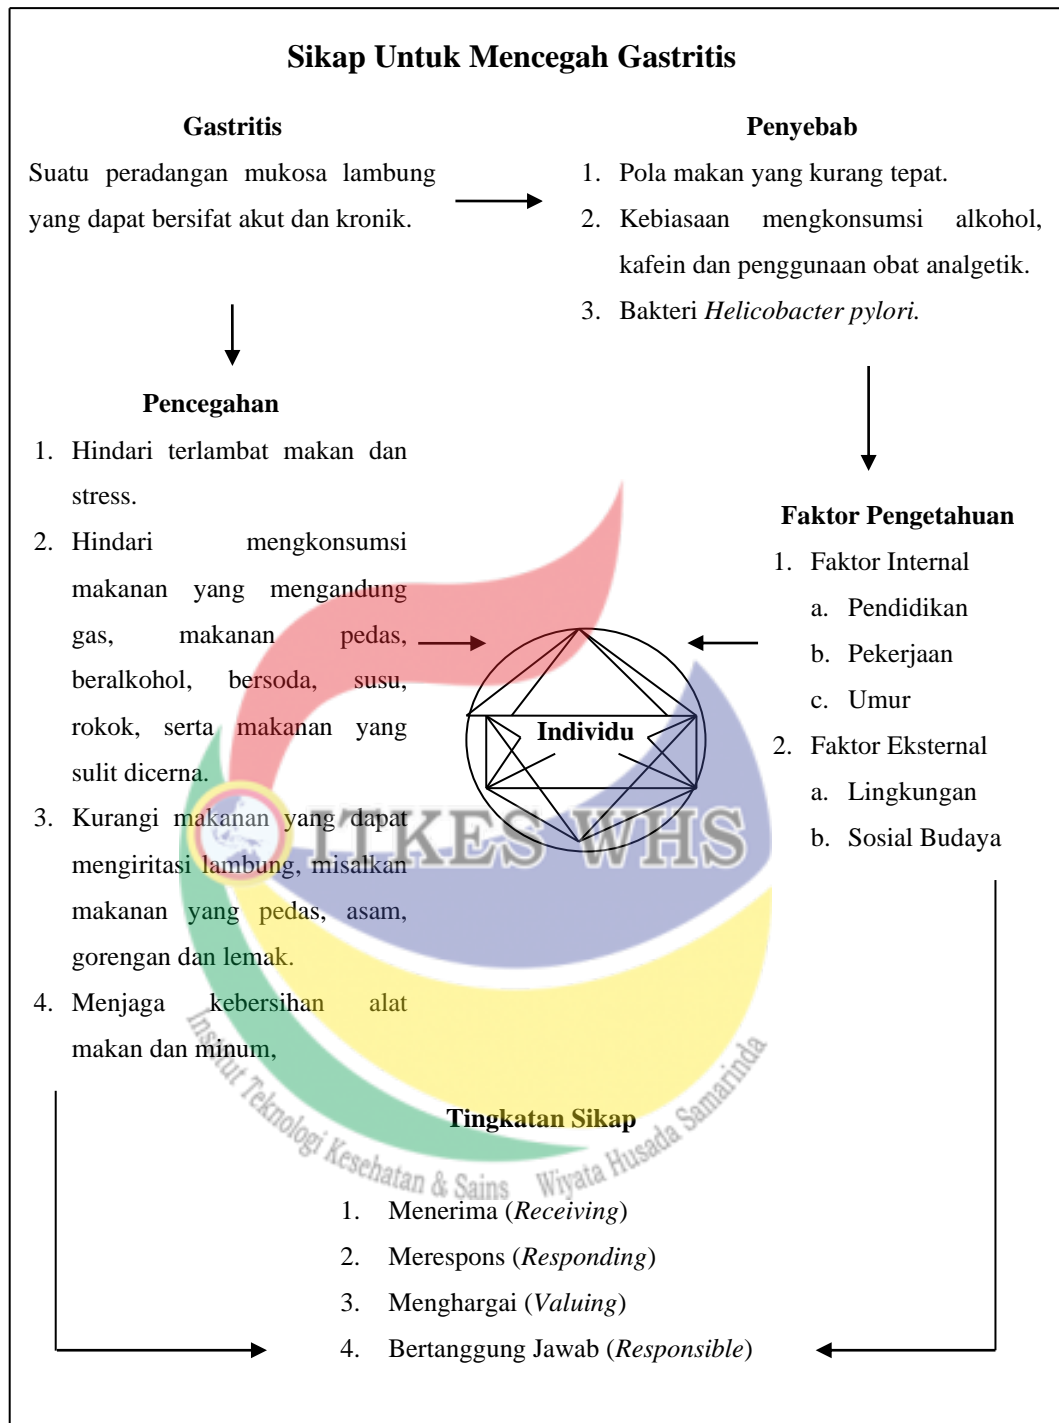 Sikap Untuk Mencegah Gastritis
Gastritis
Suatu peradangan mukosa lambung
yang dapat bersifat akut dan kronik.
Penyebab
1. Pola makan yang kurang tepat.
2. Kebiasaan mengkonsumsi alkohol,
kafein dan penggunaan obat analgetik.
3. Bakteri Helicobacter pylori.
Pencegahan
1. Hindari terlambat makan dan
stress.
2. Hindari mengkonsumsi
makanan yang mengandung
gas, makanan pedas,
beralkohol, bersoda, susu,
rokok, serta makanan yang
sulit dicerna.
3. Kurangi makanan yang dapat
mengiritasi lambung, misalkan
makanan yang pedas, asam,
gorengan dan lemak.
4. Menjaga kebersihan alat
makan dan minum,
Individu
Faktor Pengetahuan
1. Faktor Internal
a. Pendidikan
b. Pekerjaan
c. Umur
2. Faktor Eksternal
a. Lingkungan
b. Sosial Budaya
ITKES WHS
Institut Teknologi Kesehatan & Sains Wiyata Husada Samarinda
Tingkatan Sikap
1. Menerima (Receiving)
2. Merespons (Responding)
3. Menghargai (Valuing)
4. Bertanggung Jawab (Responsible)